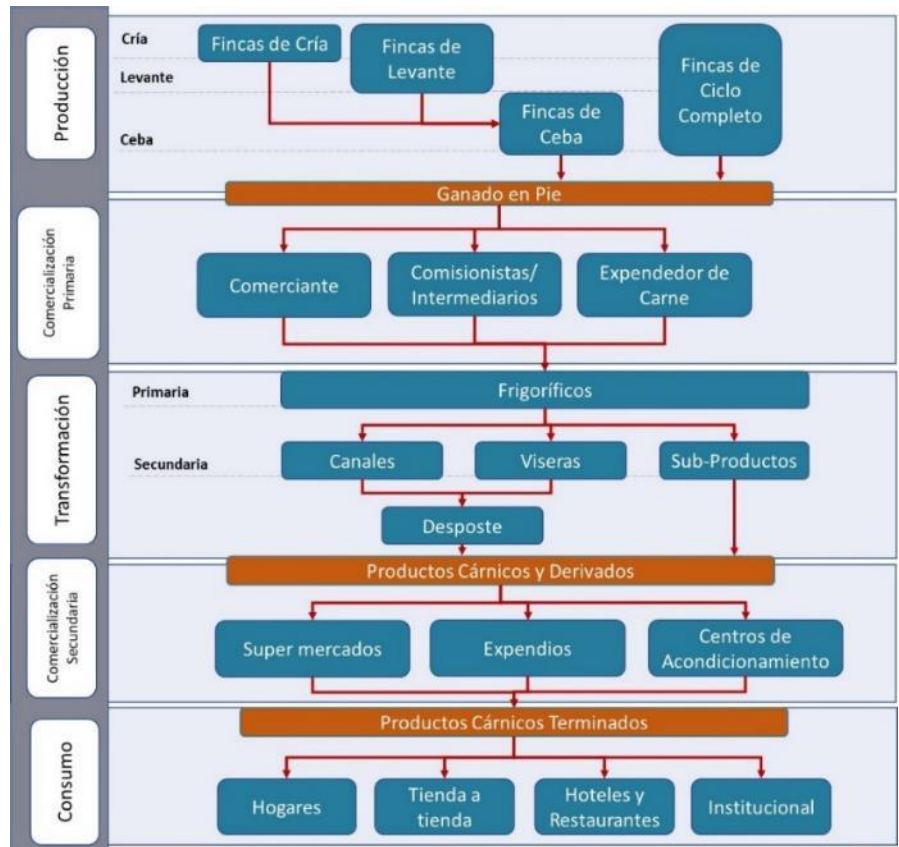 Producción
Cría
Levante
Ceba
Fincas de Cría
Fincas de
Levante
Fincas de
Ceba
Fincas de
Ciclo
Completo
Ganado en Pie
Comercialización
Primaria
Comerciante
Comisionistas/
Intermediarios
Expendedor de
Carne
Transformación
Primaria
Secundaria
Frigoríficos
Canales
Viseras
Sub-Productos
Desposte
Productos Cárnicos y Derivados
Comercialización
Secundaria
Super mercados
Expendios
Centros de
Acondicionamiento
Productos Cárnicos Terminados
Consumo
Hogares
Tienda a
tienda
Hoteles y
Restaurantes
Institucional